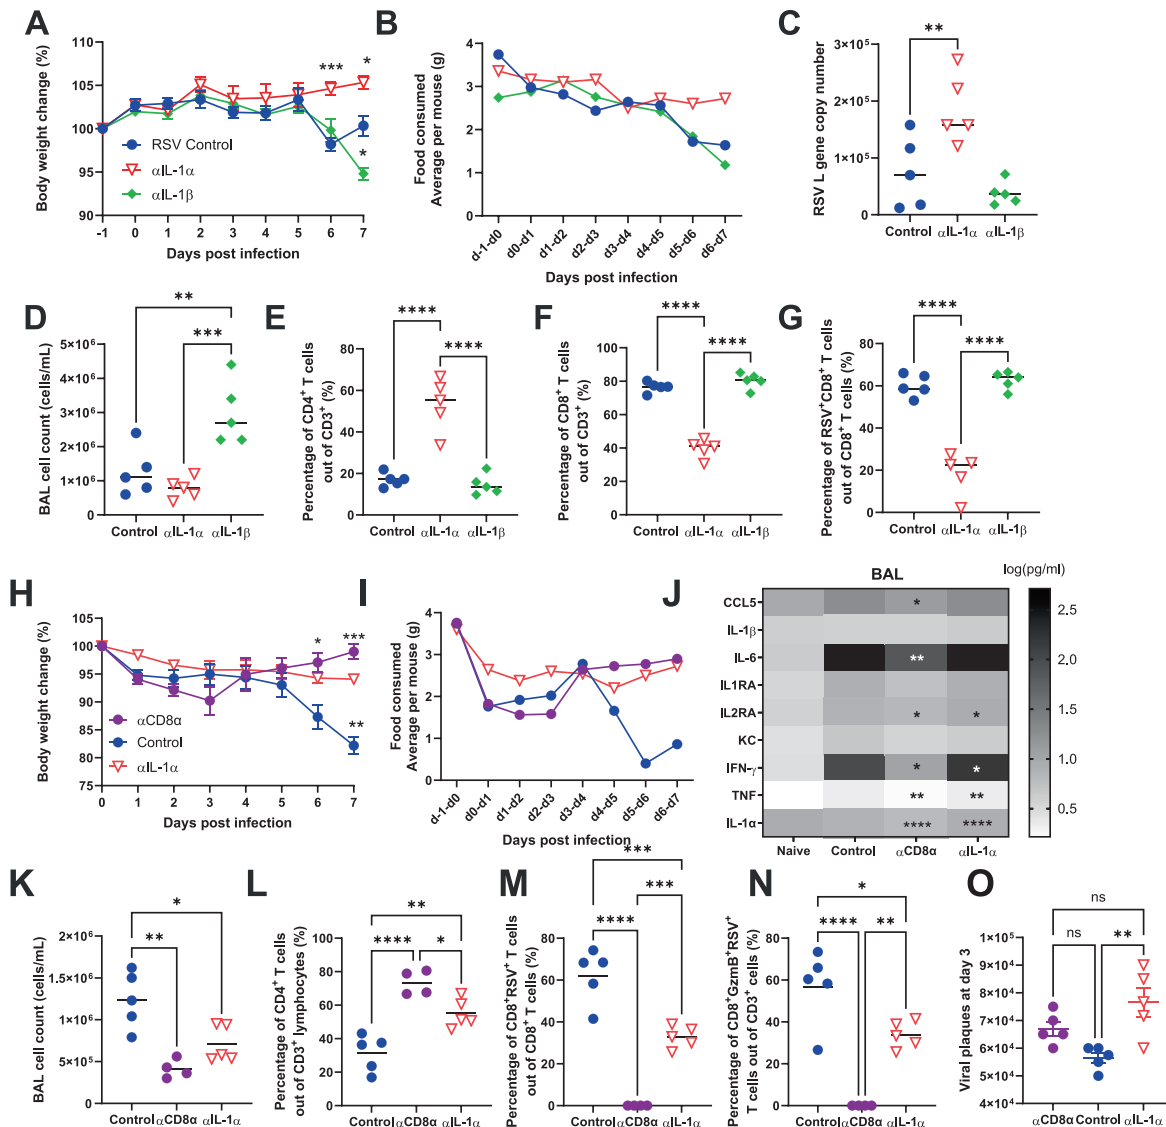 A
Body weight change (%)
110
105
100
95
90
*** *
*
RSV Control
αIL-1α
αIL-1β
-1 0 1 2 3 4 5 6 7
Days post infection
B
Food consumed
Average per mouse (g)
4
3
2
1
0
d-1-d0 d0-d1 d1-d2 d2-d3 d3-d4 d4-d5 d5-d6 d6-d7
Days post infection
C
RSV L gene copy number
3×10⁵
2×10⁵
1×10⁵
0
**
Control αIL-1α αIL-1β
D
BAL cell count (cells/mL)
5×10⁶
4×10⁶
3×10⁶
2×10⁶
1×10⁶
0
**
***
Control αIL-1α αIL-1β
E
Percentage of CD4⁺ T cells
out of CD3⁺ (%)
80
60
40
20
0
****
****
Control αIL-1α αIL-1β
F
Percentage of CD8⁺ T cells
out of CD3⁺ (%)
100
80
60
40
20
0
****
****
Control αIL-1α αIL-1β
G
Percentage of RSV⁺CD8⁺ T cells
out of CD8⁺ T cells (%)
80
60
40
20
0
****
****
Control αIL-1α αIL-1β
H
Body weight change (%)
105
100
95
90
85
80
75
* ***
**
αCD8α
Control
αIL-1α
0 1 2 3 4 5 6 7
Days post infection
I
Food consumed
Average per mouse (g)
4
3
2
1
0
d-1-d0 d0-d1 d1-d2 d2-d3 d3-d4 d4-d5 d5-d6 d6-d7
Days post infection
J
BAL
log(pg/ml)
CCL5 *
IL-1β
IL-6 **
IL1RA
IL2RA * *
KC
IFN-γ * *
TNF ** **
IL-1α **** ****
Naive Control αCD8α αIL-1α
2.5
2.0
1.5
1.0
0.5
K
BAL cell count (cells/mL)
2×10⁶
2×10⁶
1×10⁶
5×10⁵
0
*
**
Control αCD8α αIL-1α
L
Percentage of CD4⁺ T cells
out of CD3⁺ lymphocytes (%)
100
80
60
40
20
0
**
**** *
Control αCD8α αIL-1α
M
Percentage of CD8⁺RSV⁺ T cells
out of CD8⁺ T cells (%)
80
60
40
20
0
***
***
****
Control αCD8α αIL-1α
N
Percentage of CD8⁺GzmB⁺RSV⁺
T cells out of CD3⁺ cells (%)
80
60
40
20
0
*
**** **
Control αCD8α αIL-1α
O
Viral plaques at day 3
1×10⁵
9×10⁴
8×10⁴
7×10⁴
6×10⁴
5×10⁴
4×10⁴
ns
ns **
αCD8α Control αIL-1α